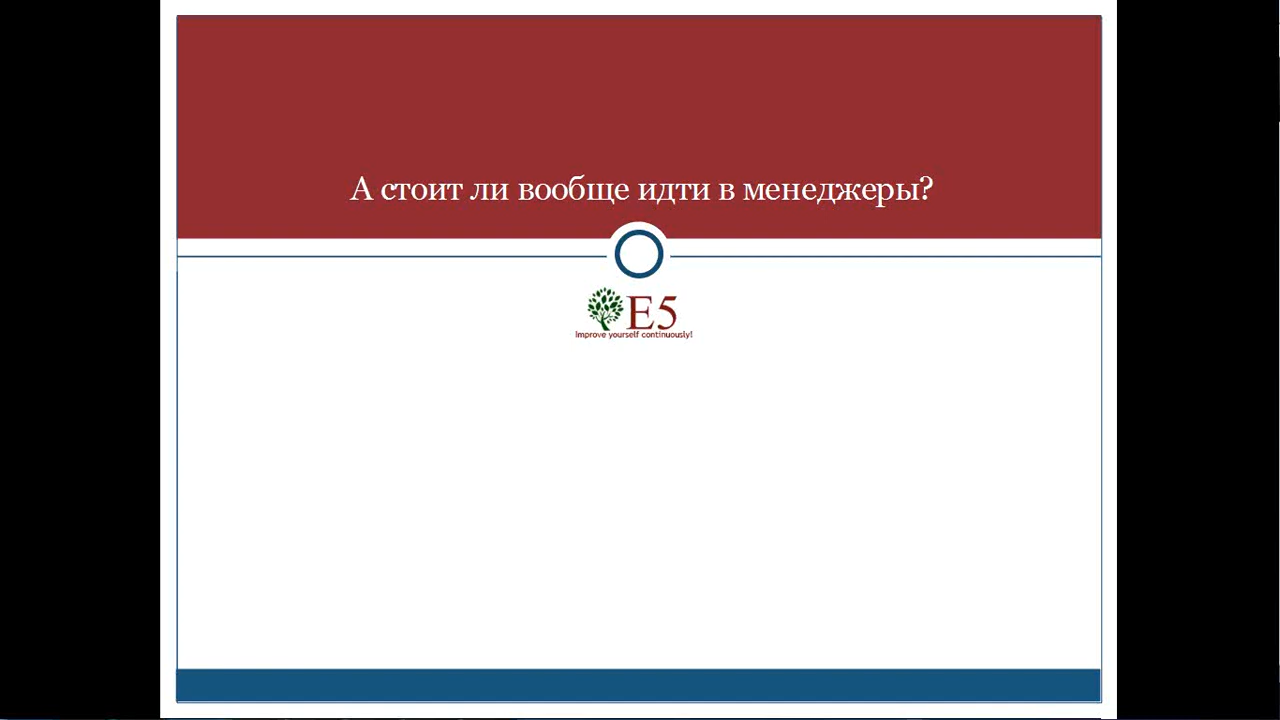 А стоит ли вообще идти в менеджеры?
E5
Improve yourself continuously!